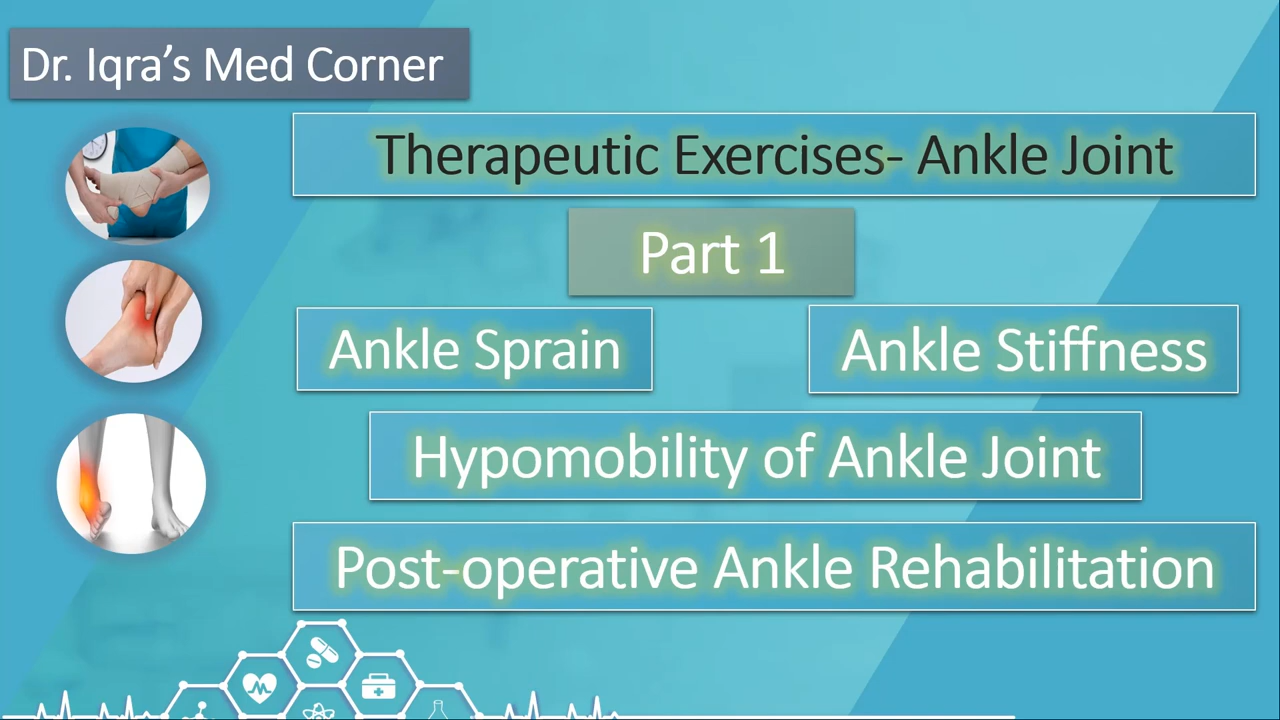 Dr. Iqra’s Med Corner
Therapeutic Exercises- Ankle Joint
Part 1
Ankle Sprain
Ankle Stiffness
Hypomobility of Ankle Joint
Post-operative Ankle Rehabilitation